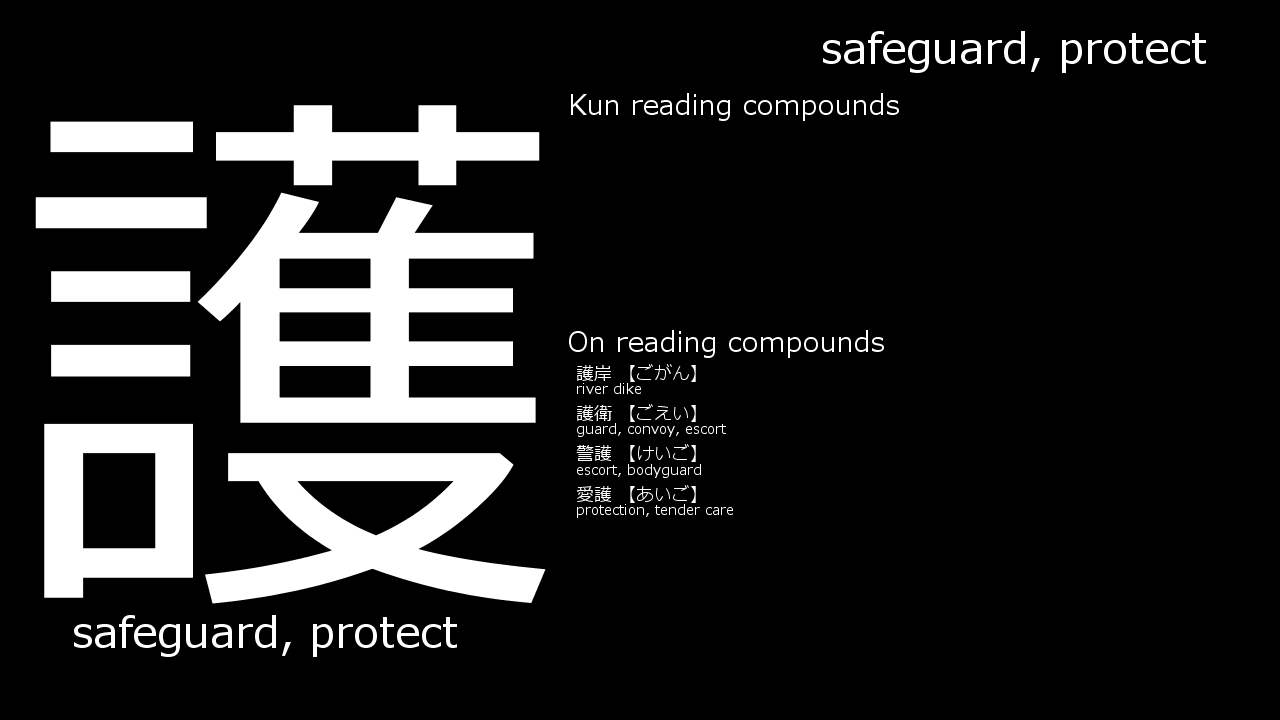 safeguard, protect
護
safeguard, protect
Kun reading compounds
On reading compounds
護岸 【ごがん】
river dike
護衛 【ごえい】
guard, convoy, escort
警護 【けいご】
escort, bodyguard
愛護 【あいご】
protection, tender care